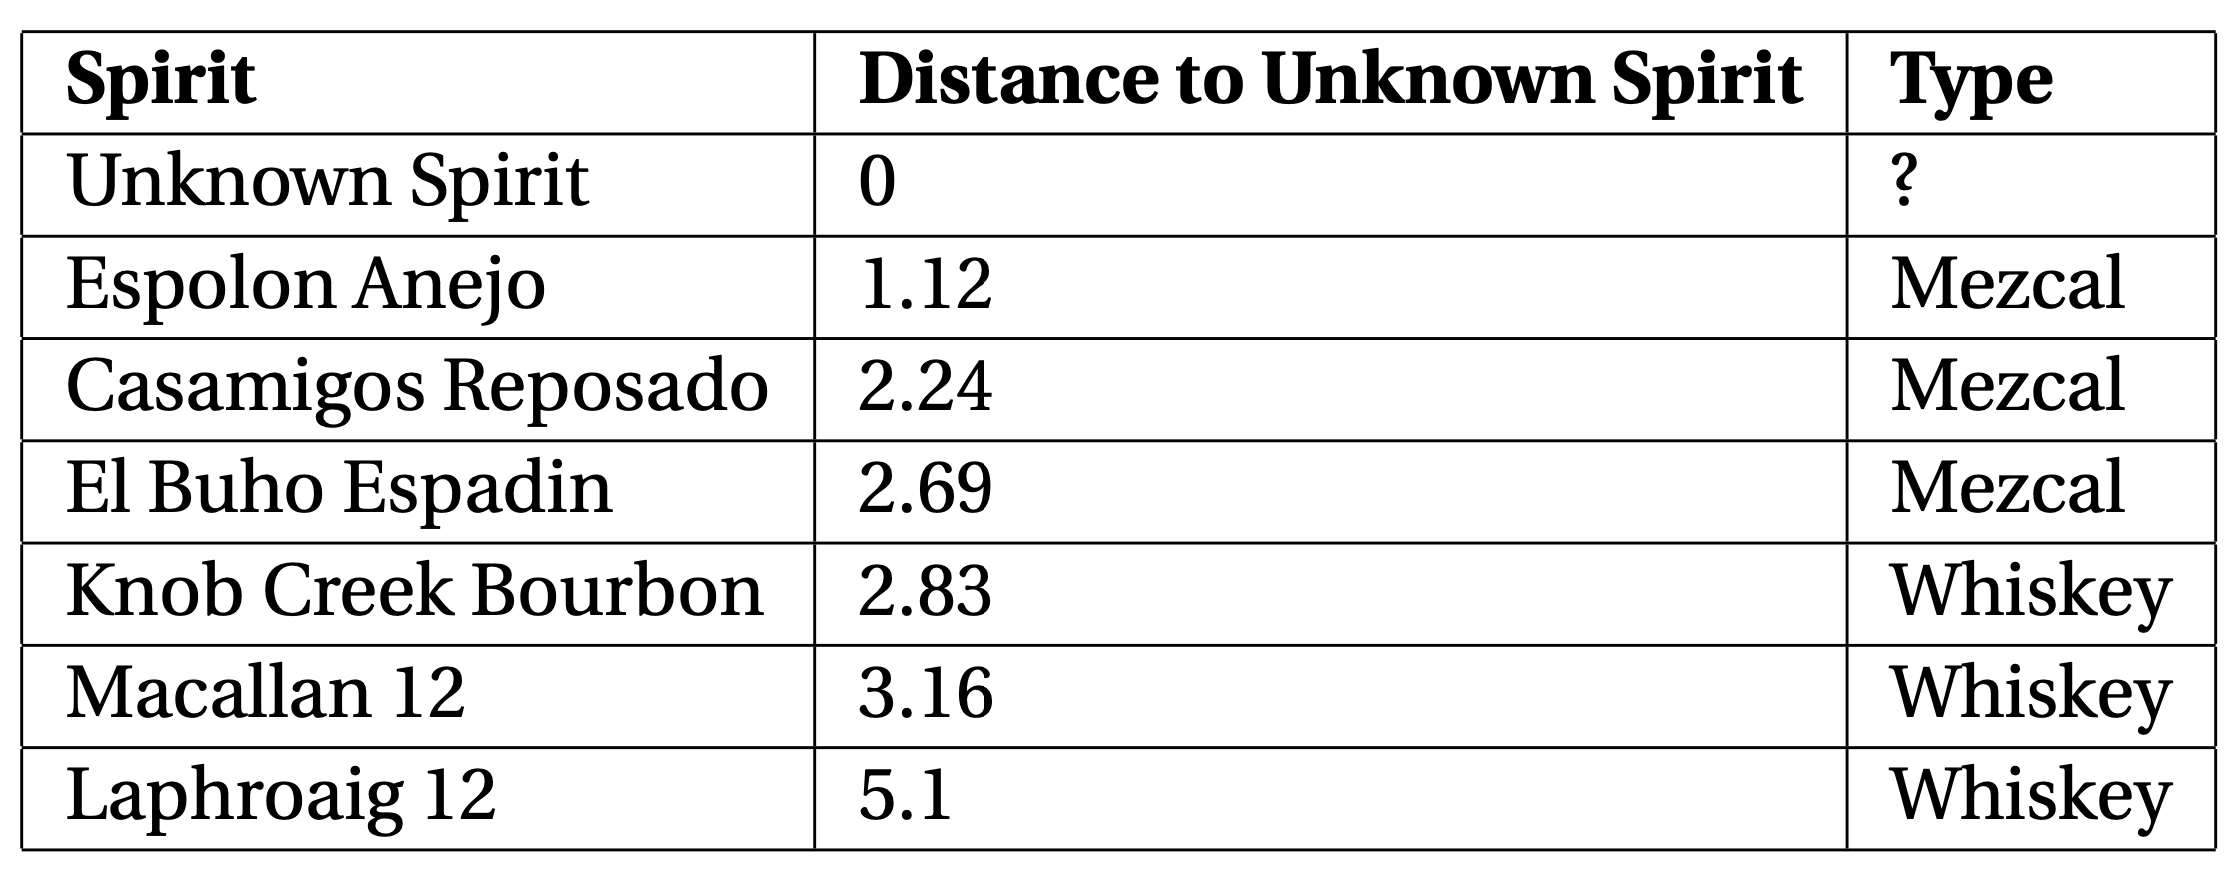 Spirit Distance to Unknown Spirit Type
Unknown Spirit 0 ?
Espolon Anejo 1.12 Mezcal
Casamigos Reposado 2.24 Mezcal
El Buho Espadin 2.69 Mezcal
Knob Creek Bourbon 2.83 Whiskey
Macallan 12 3.16 Whiskey
Laphroaig 12 5.1 Whiskey